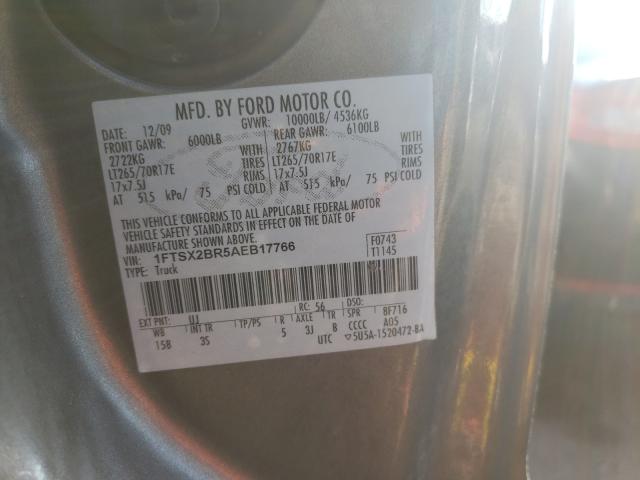 MFD. BY FORD MOTOR CO.
DATE: 12/09 GVWR: 10000LB/ 4536KG
FRONT GAWR: 6000LB REAR GAWR: 6100LB
2722KG WITH 2767KG WITH
LT265/70R17E TIRES LT265/70R17E TIRES
17x7.5J RIMS 17x7.5J RIMS
AT 515 kPa/ 75 PSI COLD AT 515 kPa/ 75 PSI COLD
THIS VEHICLE CONFORMS TO ALL APPLICABLE FEDERAL MOTOR
VEHICLE SAFETY STANDARDS IN EFFECT ON THE DATE OF
MANUFACTURE SHOWN ABOVE.
VIN: 1FTSX2BR5AEB17766 F0743
TYPE: Truck T1145
EXT PNT: UJ RC: 56 DSO:
WB INT TR TP/PS R AXLE TR SPR BF716
158 3S 5 3J B CCCC A05
UTC ▽5U5A-1520472-BA